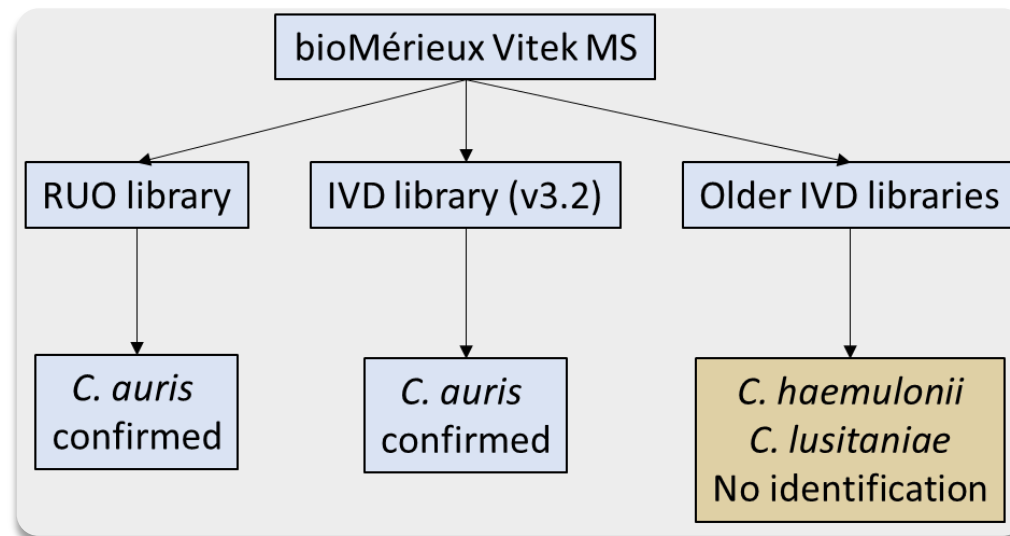 bioMérieux Vitek MS
RUO library
IVD library (v3.2)
Older IVD libraries
C. auris
confirmed
C. auris
confirmed
C. haemulonii
C. lusitaniae
No identification